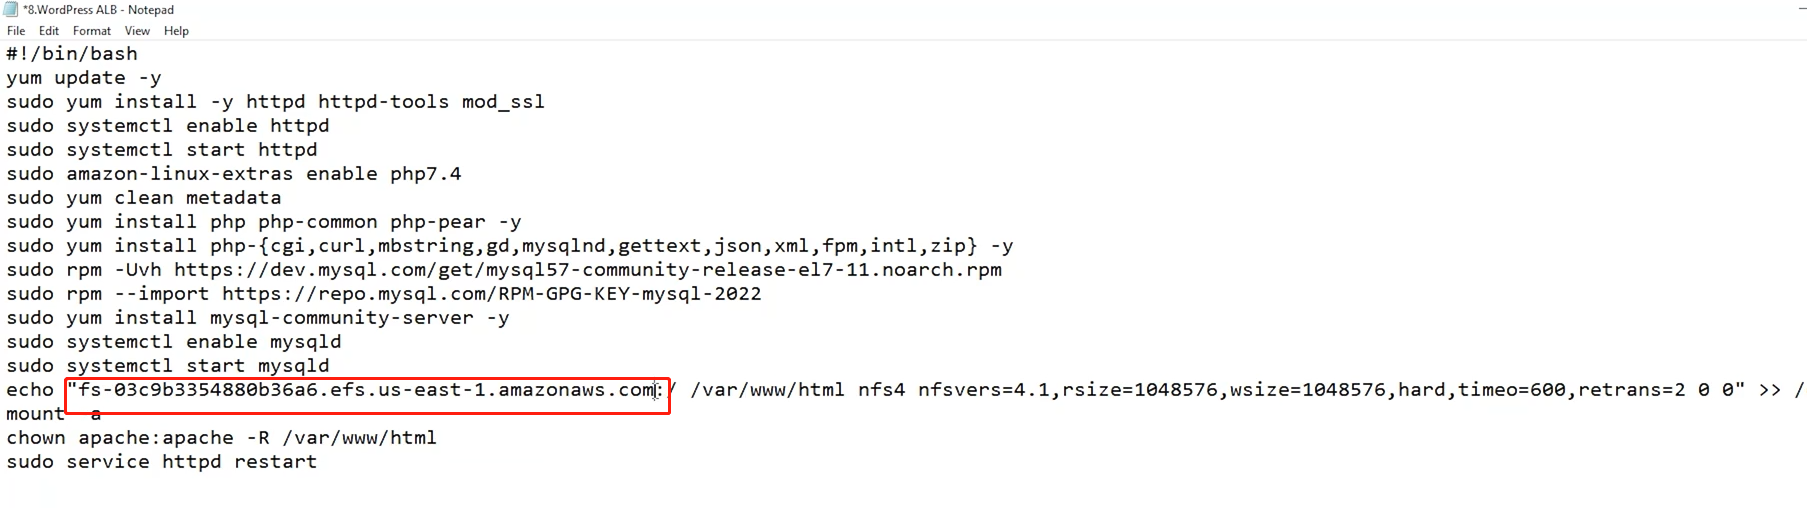 *8.WordPress ALB - Notepad
File Edit Format View Help
#!/bin/bash
yum update -y
sudo yum install -y httpd httpd-tools mod_ssl
sudo systemctl enable httpd
sudo systemctl start httpd
sudo amazon-linux-extras enable php7.4
sudo yum clean metadata
sudo yum install php php-common php-pear -y
sudo yum install php-{cgi,curl,mbstring,gd,mysqlnd,gettext,json,xml,fpm,intl,zip} -y
sudo rpm -Uvh https://dev.mysql.com/get/mysql57-community-release-el7-11.noarch.rpm
sudo rpm --import https://repo.mysql.com/RPM-GPG-KEY-mysql-2022
sudo yum install mysql-community-server -y
sudo systemctl enable mysqld
sudo systemctl start mysqld
echo "fs-03c9b3354880b36a6.efs.us-east-1.amazonaws.com:/ /var/www/html nfs4 nfsvers=4.1,rsize=1048576,wsize=1048576,hard,timeo=600,retrans=2 0 0" >> /
mount -a
chown apache:apache -R /var/www/html
sudo service httpd restart